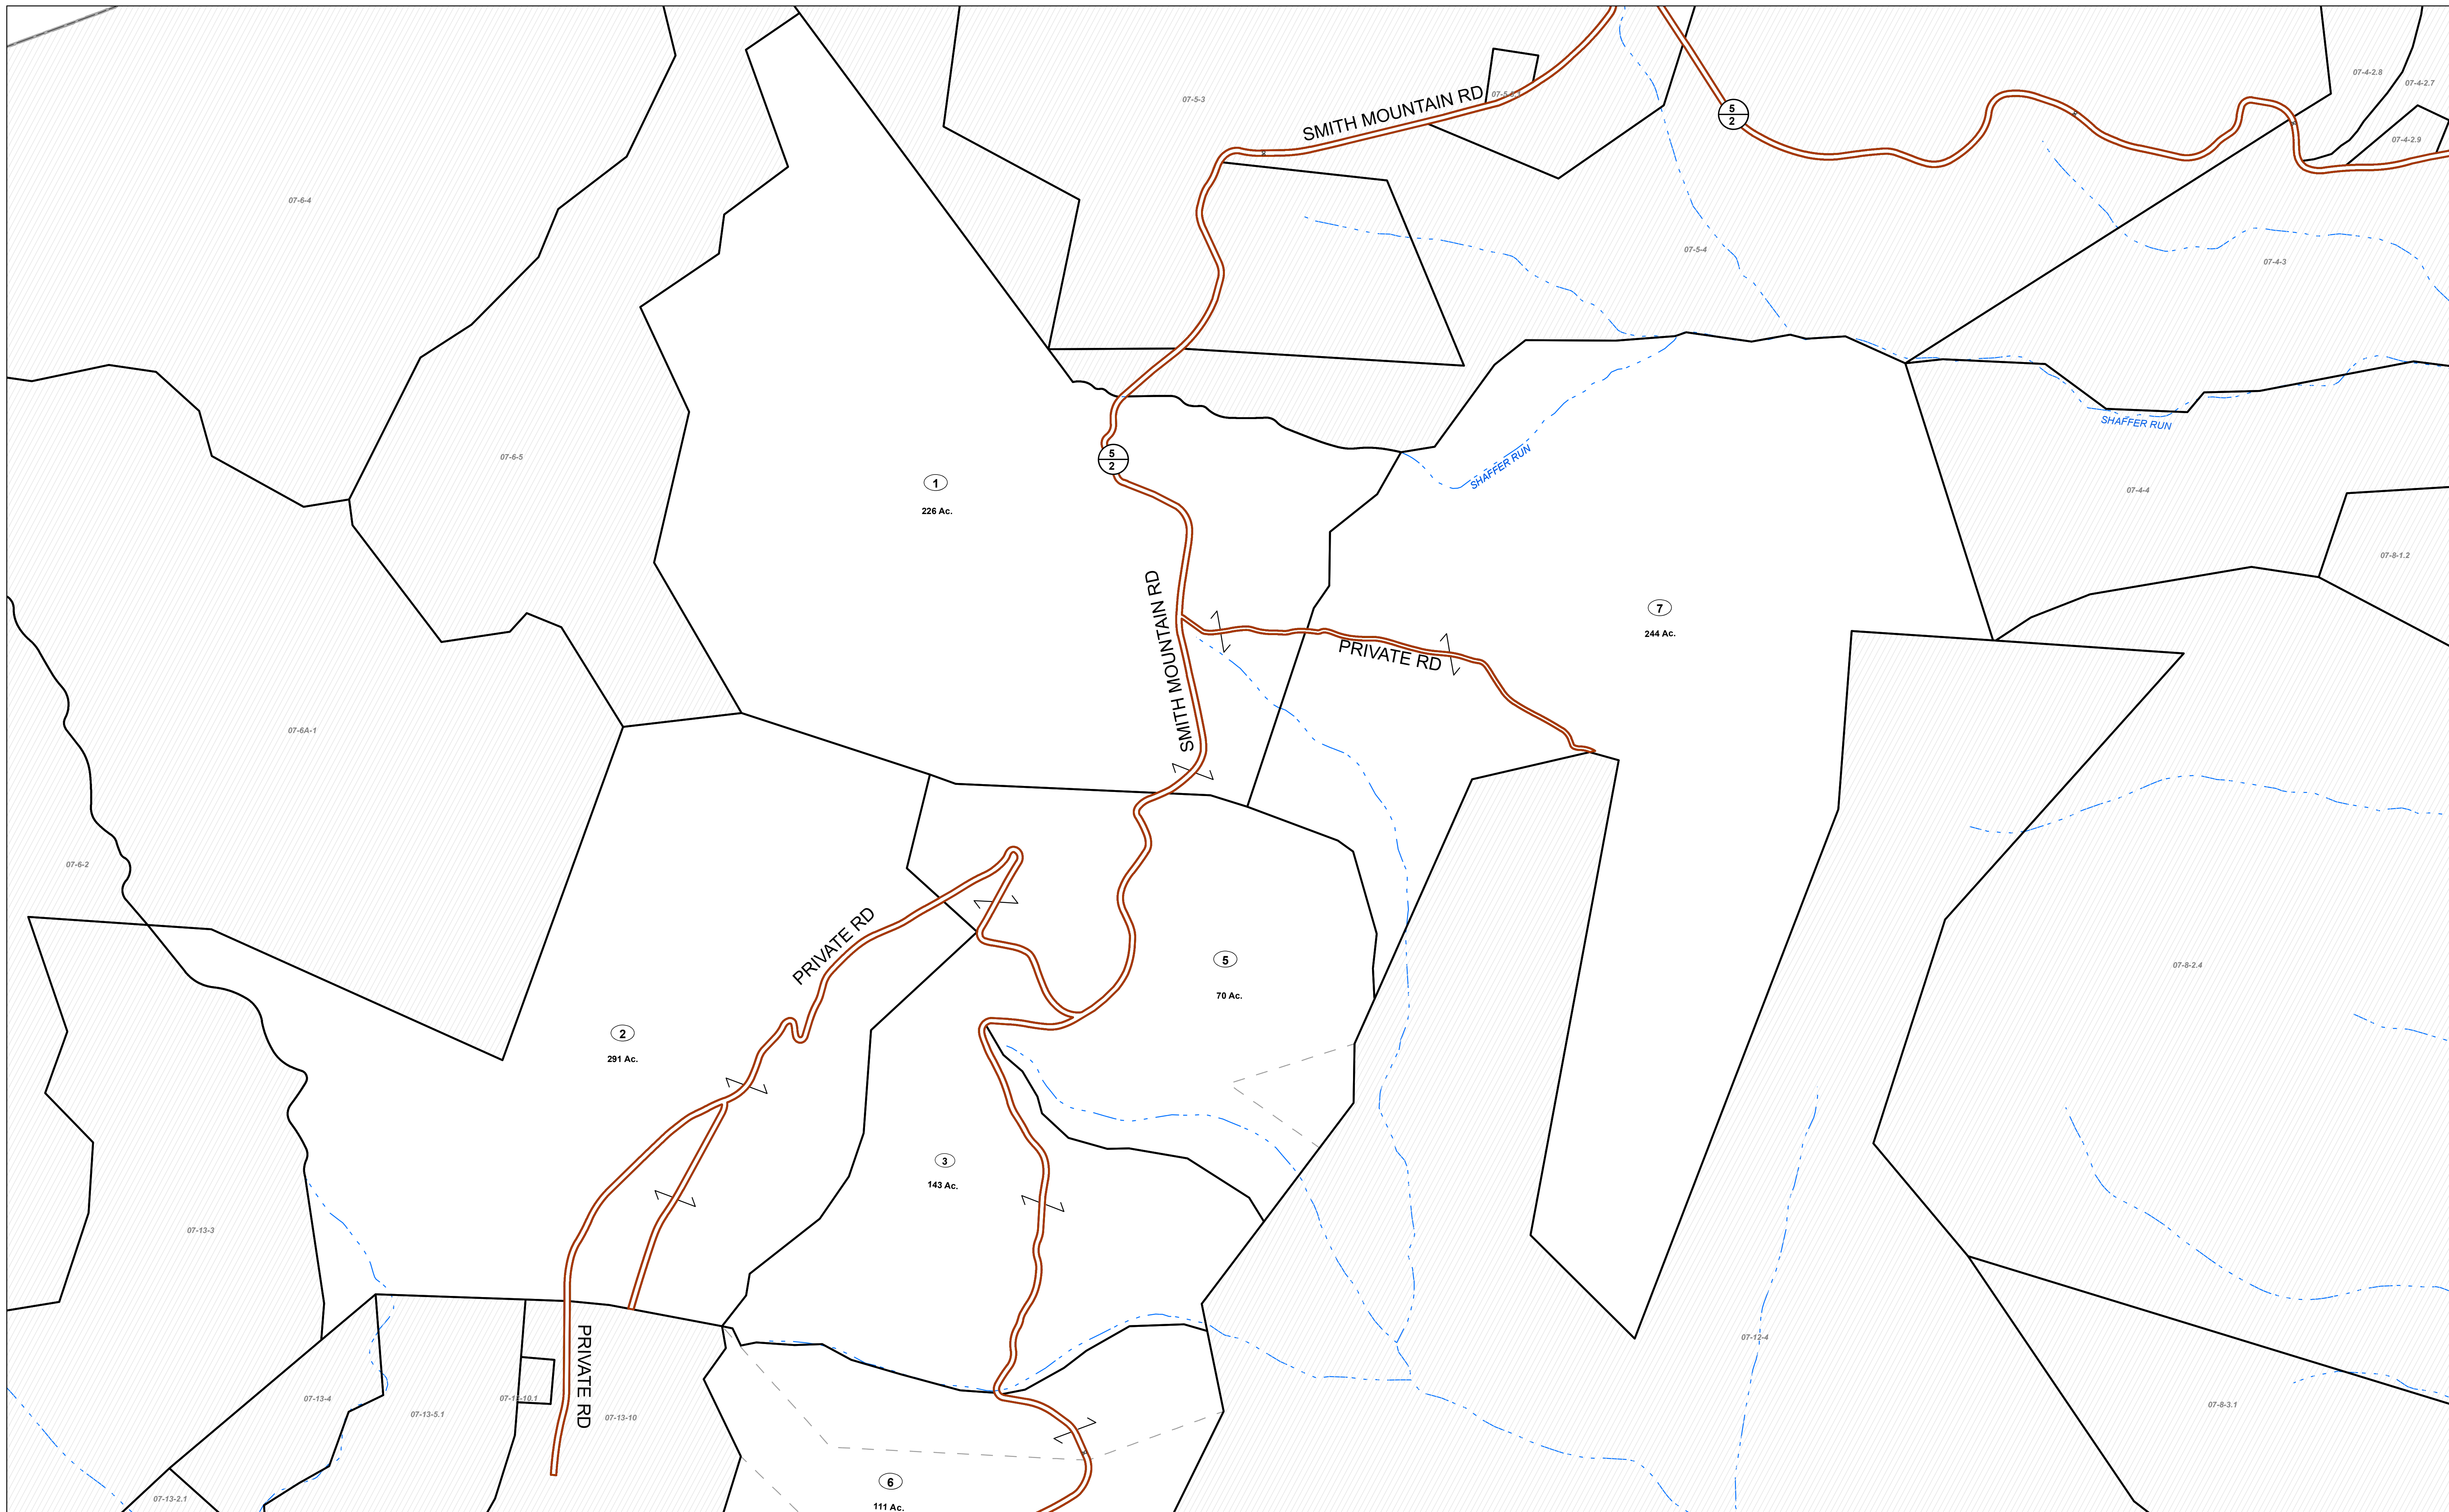 07-4-2.8
07-4-2.7
07-5-3
SMITH MOUNTAIN RD
5
2
07-4-2.9
07-6-4
07-5-4
07-4-3
SHAFFER RUN
SHAFFER RUN
07-6-5
5
2
1
226 Ac.
07-4-4
07-8-1.2
7
244 Ac.
SMITH MOUNTAIN RD
PRIVATE RD
07-6A-1
07-6-2
PRIVATE RD
5
70 Ac.
07-8-2.4
2
291 Ac.
3
143 Ac.
07-13-3
07-12-4
PRIVATE RD
07-13-4
07-13-5.1
07-13-10
07-8-3.1
6
111 Ac.
07-13-2.1